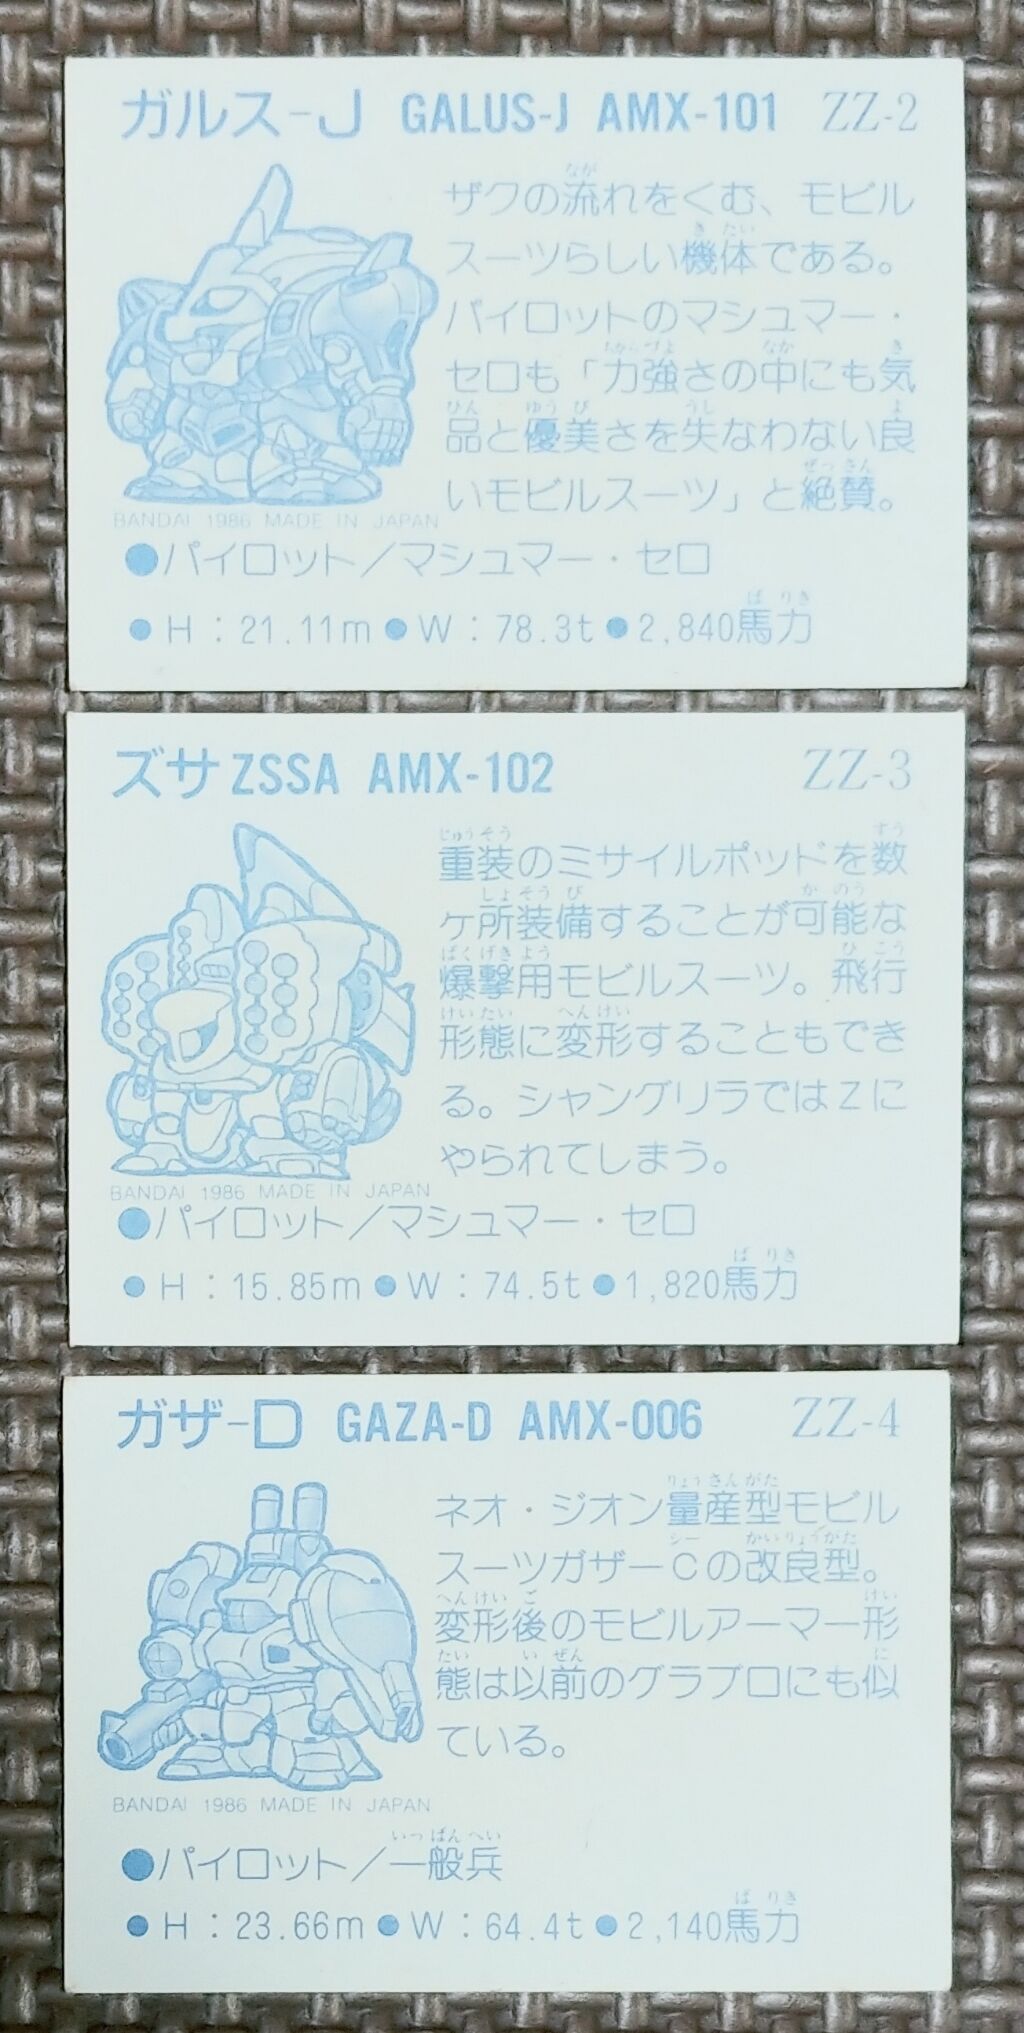 ガルス-J GALUS-J AMX-101 ZZ-2
ザクの流れをくむ、モビル
スーツらしい機体である。
パイロットのマシュマー・
セロも「力強さの中にも気
品と優美さを失なわない良
いモビルスーツ」と絶賛。
BANDAI 1986 MADE IN JAPAN
●パイロット／マシュマー・セロ
●H：21.11m●W：78.3t●2,840馬力
ズサ ZSSA AMX-102 ZZ-3
重装のミサイルポッドを数
ケ所装備することが可能な
爆撃用モビルスーツ。飛行
形態に変形することもでき
る。シャングリラではZに
やられてしまう。
BANDAI 1986 MADE IN JAPAN
●パイロット／マシュマー・セロ
●H：15.85m●W：74.5t●1,820馬力
ガザ-D GAZA-D AMX-006 ZZ-4
ネオ・ジオン量産型モビル
スーツガザーCの改良型。
変形後のモビルアーマー形
態は以前のグラブロにも似
ている。
BANDAI 1986 MADE IN JAPAN
●パイロット／一般兵
●H：23.66m●W：64.4t●2,140馬力